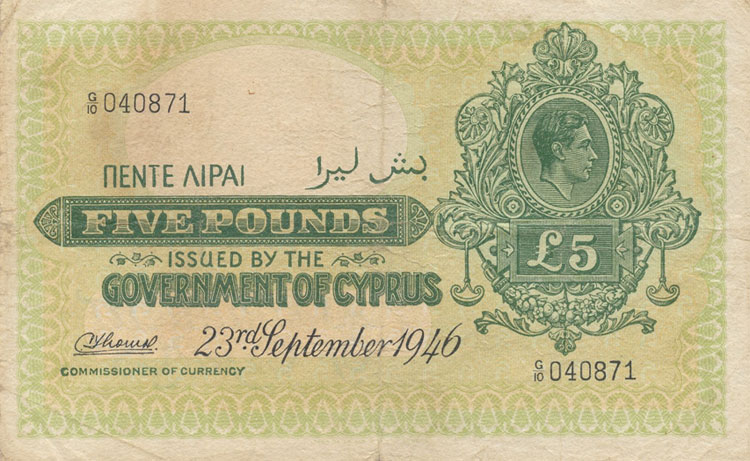 G/10 040871
ΠΕΝΤΕ ΛΙΡΑΙ
بش ليرا
FIVE POUNDS
£5
ISSUED BY THE
GOVERNMENT OF CYPRUS
23rd September 1946
COMMISSIONER OF CURRENCY
G/10 040871